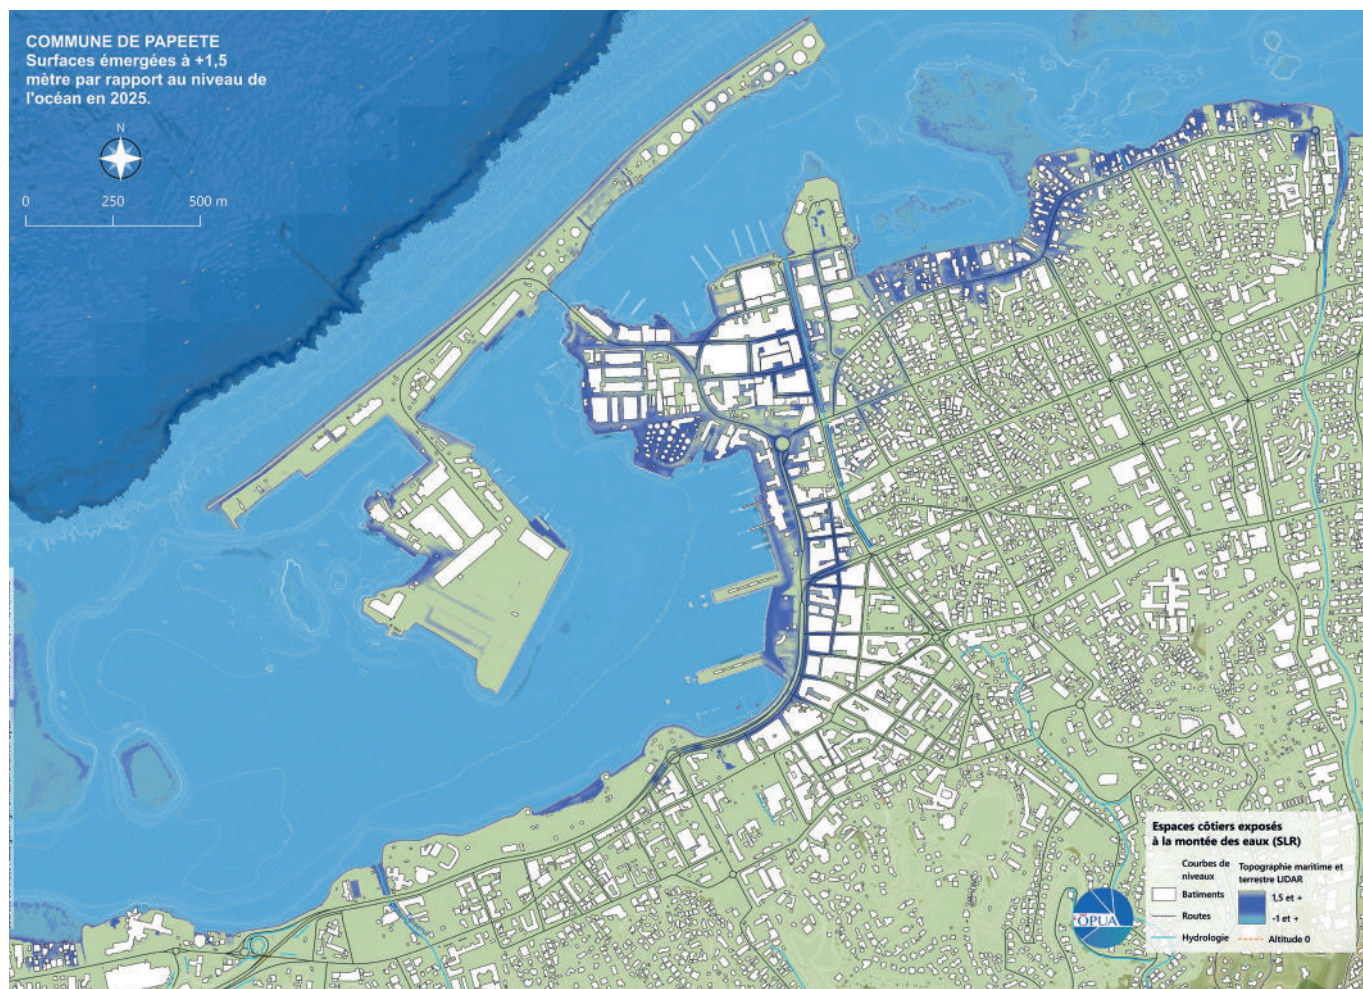 COMMUNE DE PAPEETE
Surfaces émergées à +1,5
mètre par rapport au niveau de
l'océan en 2025.
N
0 250 500 m
Espaces côtiers exposés
à la montée des eaux (SLR)
Courbes de
niveaux
Batiments
Routes
Hydrologie
Topographie maritime et
terrestre LIDAR
1,5 et +
-1 et +
Altitude 0
OPUA